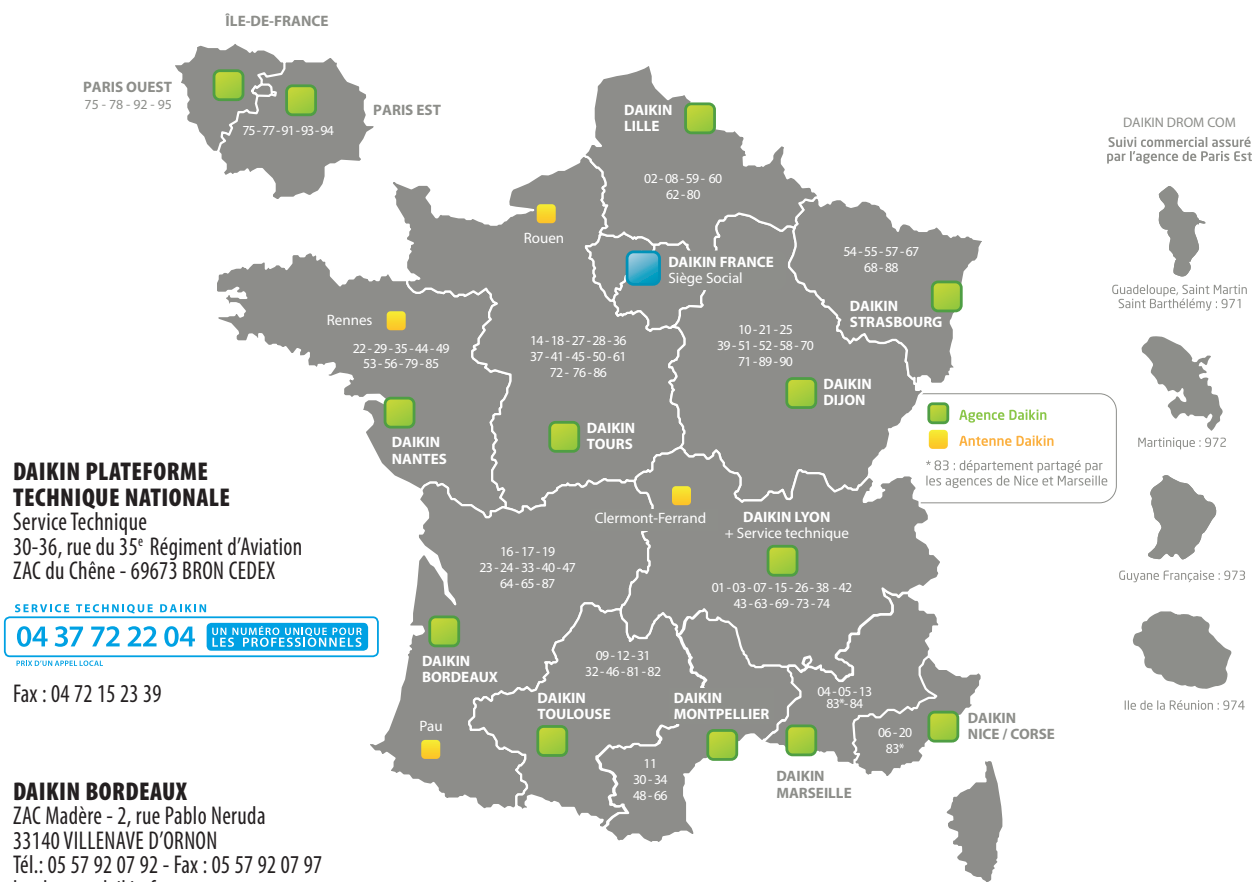 ÎLE-DE-FRANCE
PARIS OUEST
75 - 78 - 92 - 95
PARIS EST
75-77-91-93-94
DAIKIN
LILLE
02-08-59-60
62-80
Rouen
DAIKIN FRANCE
Siège Social
54-55-57-67
68-88
DAIKIN
STRASBOURG
Rennes
22-29-35-44-49
53-56-79-85
DAIKIN
NANTES
14-18-27-28-36
37-41-45-50-61
72-76-86
DAIKIN
TOURS
10-21-25
39-51-52-58-70
71-89-90
DAIKIN
DIJON
Agence Daikin
Antenne Daikin
* 83 : département partagé par
les agences de Nice et Marseille
Clermont-Ferrand
DAIKIN LYON
+ Service technique
01-03-07-15-26-38-42
43-63-69-73-74
16-17-19
23-24-33-40-47
64-65-87
DAIKIN
BORDEAUX
Pau
09-12-31
32-46-81-82
DAIKIN
TOULOUSE
DAIKIN
MONTPELLIER
11
30-34
48-66
04-05-13
83*-84
DAIKIN
MARSEILLE
06-20
83*
DAIKIN
NICE / CORSE
DAIKIN DROM COM
Suivi commercial assuré
par l'agence de Paris Est
Guadeloupe, Saint Martin
Saint Barthélémy : 971
Martinique : 972
Guyane Française : 973
Ile de la Réunion : 974
DAIKIN PLATEFORME
TECHNIQUE NATIONALE
Service Technique
30-36, rue du 35e Régiment d'Aviation
ZAC du Chêne - 69673 BRON CEDEX
SERVICE TECHNIQUE DAIKIN
04 37 72 22 04 UN NUMÉRO UNIQUE POUR
LES PROFESSIONNELS
PRIX D'UN APPEL LOCAL
Fax : 04 72 15 23 39
DAIKIN BORDEAUX
ZAC Madère - 2, rue Pablo Neruda
33140 VILLENAVE D'ORNON
Tél.: 05 57 92 07 92 - Fax : 05 57 92 07 97